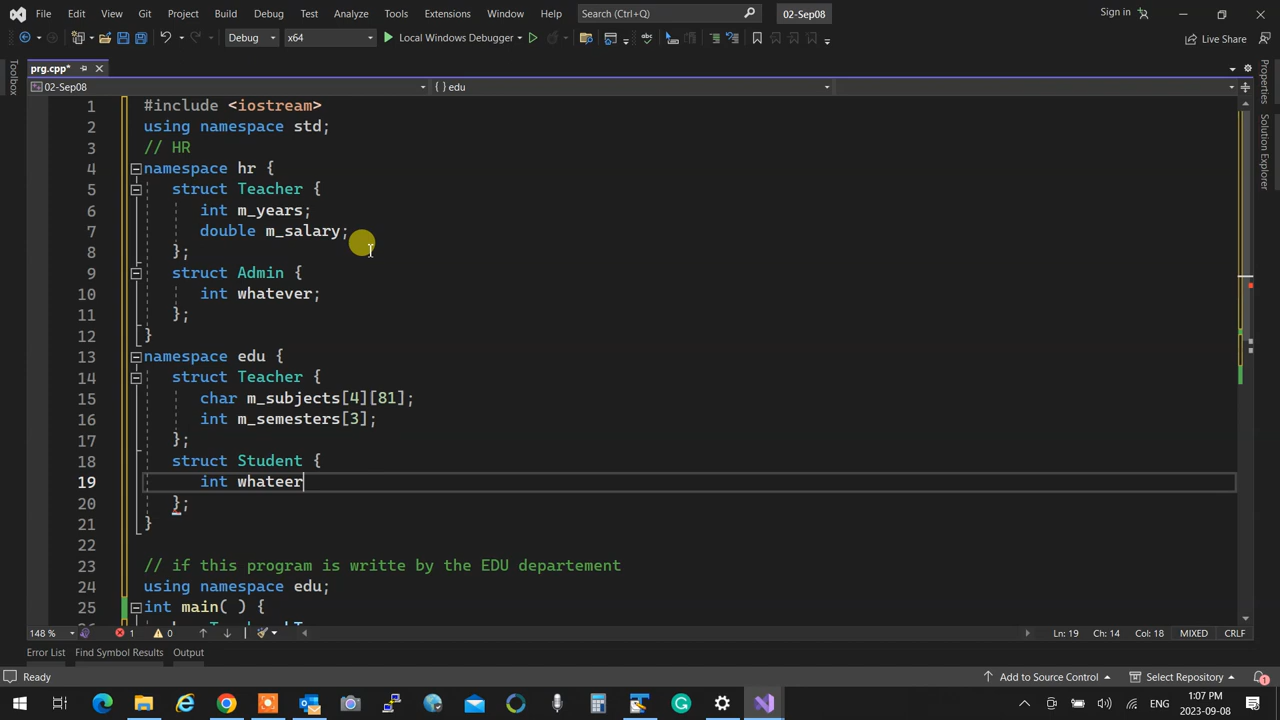 File Edit View Git Project Build Debug Test Analyze Tools Extensions Window Help Search (Ctrl+Q) 02-Sep08 Sign in
Debug x64 Local Windows Debugger Live Share
prg.cpp*
02-Sep08 {} edu
1 #include <iostream>
2 using namespace std;
3 // HR
4 namespace hr {
5 struct Teacher {
6 int m_years;
7 double m_salary;
8 };
9 struct Admin {
10 int whatever;
11 };
12 }
13 namespace edu {
14 struct Teacher {
15 char m_subjects[4][81];
16 int m_semesters[3];
17 };
18 struct Student {
19 int whateer
20 };
21 }
22
23 // if this program is writte by the EDU departement
24 using namespace edu;
25 int main( ) {
Toolbox
Properties
Solution Explorer
148 % 1 0 Ln: 19 Ch: 14 Col: 18 MIXED CRLF
Error List Find Symbol Results Output
Ready Add to Source Control Select Repository 1
ENG 1:07 PM
2023-09-08